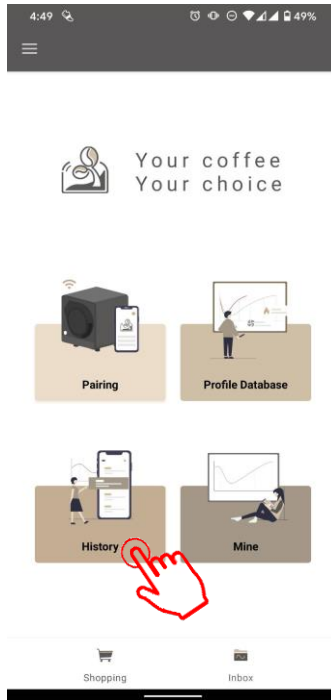 4:49 49%
Your coffee
Your choice
Pairing Profile Database
History Mine
Shopping Inbox